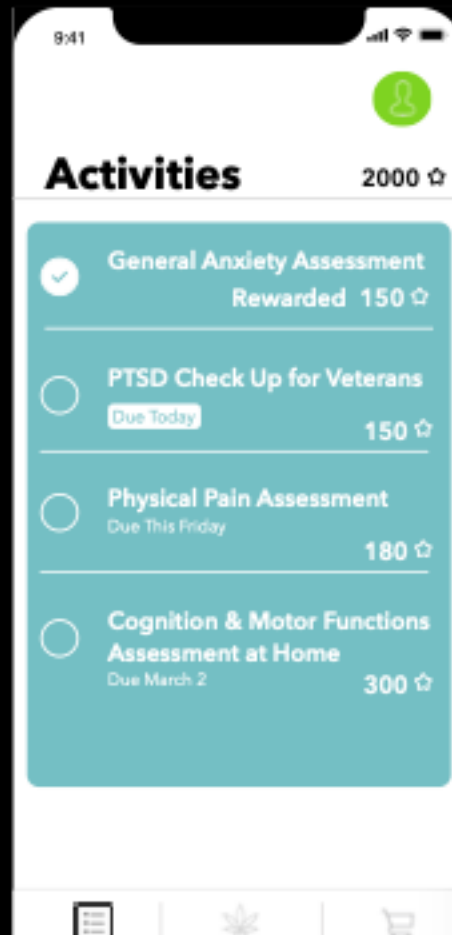 9:41
Activities 2000
General Anxiety Assessment
Rewarded 150
PTSD Check Up for Veterans
Due Today
150
Physical Pain Assessment
Due This Friday
180
Cognition & Motor Functions
Assessment at Home
Due March 2
300